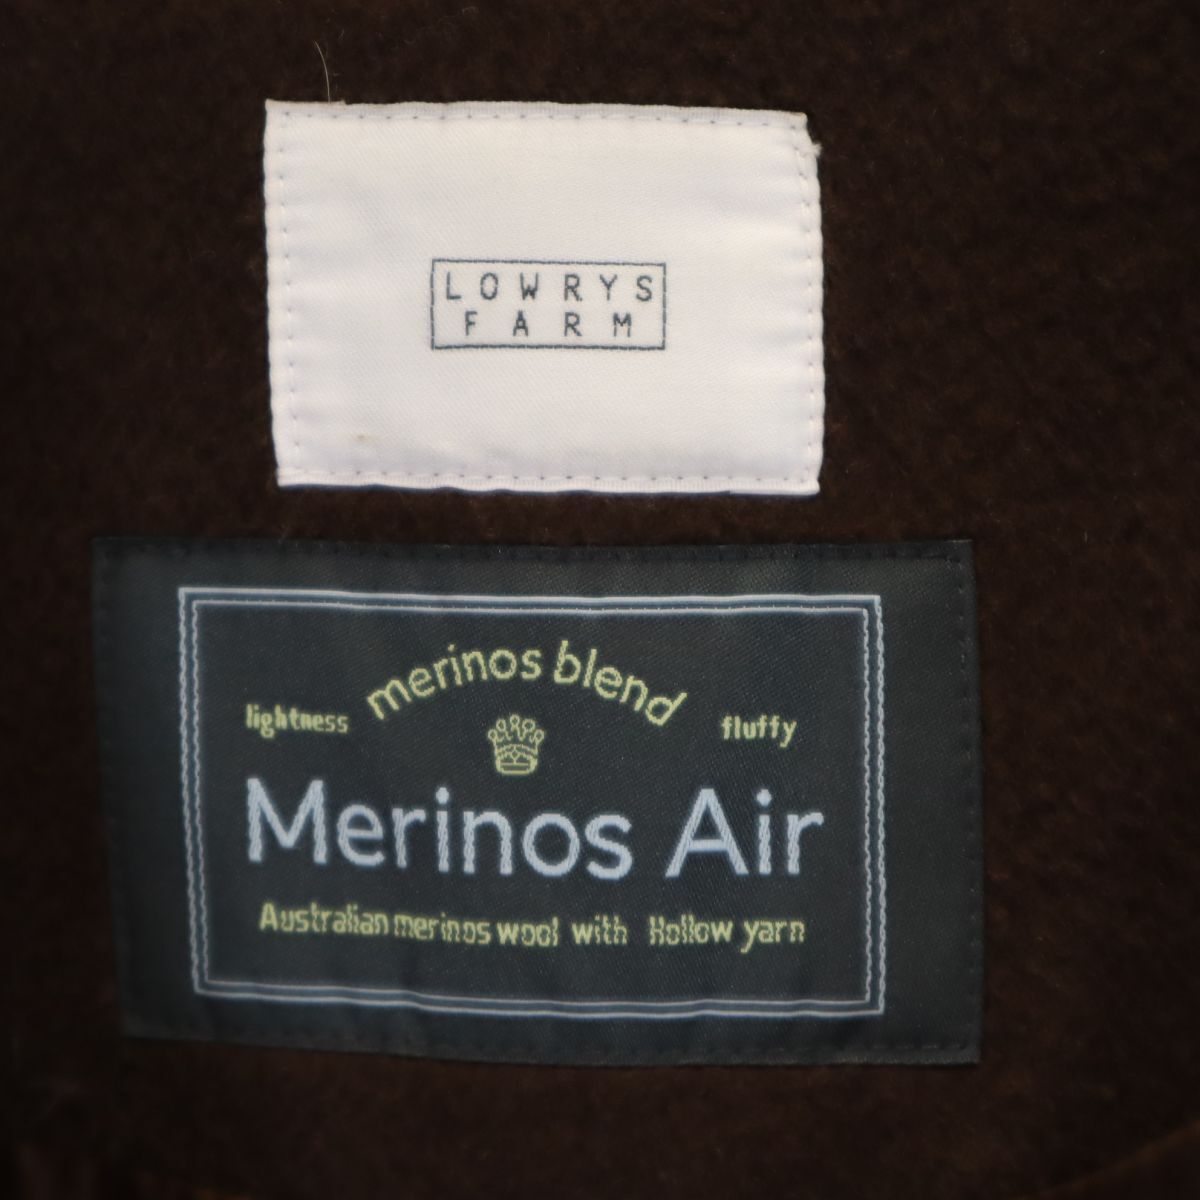 LOWRYS
FARM
merinos blend
lightness
fluffy
Merinos Air
Australian merinos wool with Hollow yarn